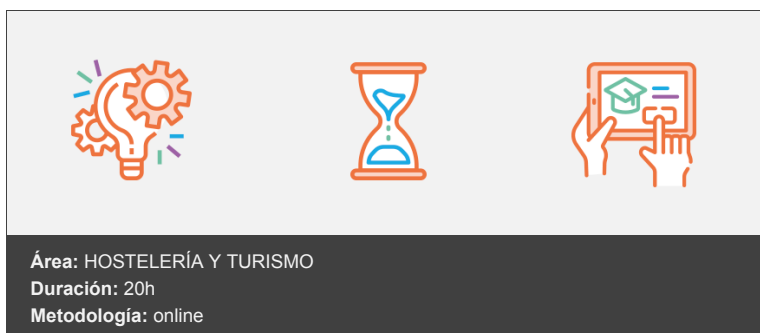 Área: HOSTELERÍA Y TURISMO
Duración: 20h
Metodología: online